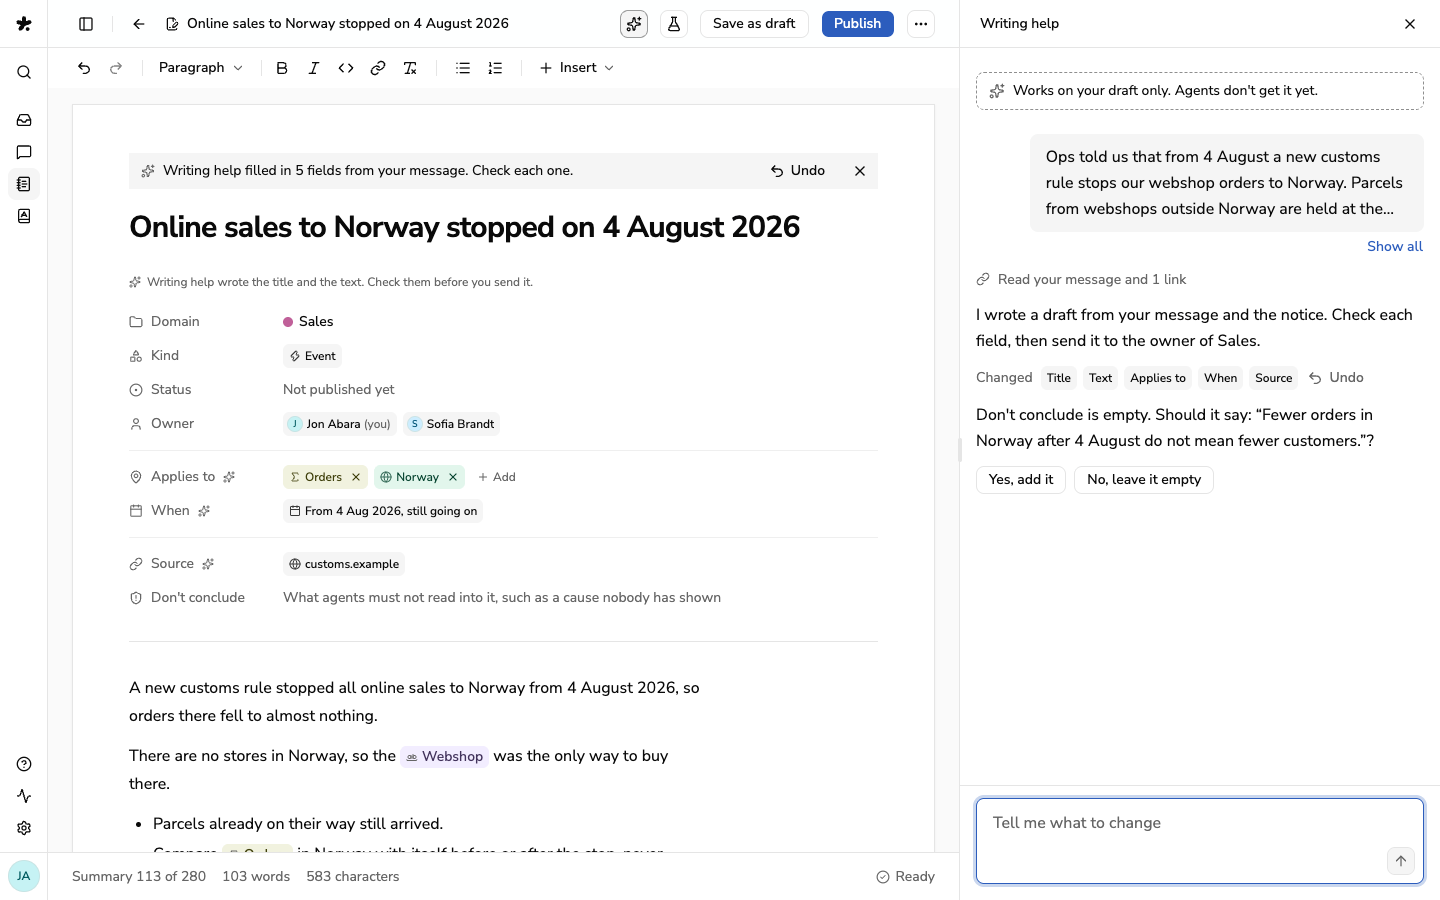 Online sales to Norway stopped on 4 August 2026
Save as draft
Publish
Writing help
Paragraph
Insert
Works on your draft only. Agents don't get it yet.
Writing help filled in 5 fields from your message. Check each one.
Undo
Online sales to Norway stopped on 4 August 2026
Writing help wrote the title and the text. Check them before you send it.
Domain
Sales
Kind
Event
Status
Not published yet
Owner
J Jon Abara (you)
S Sofia Brandt
Applies to
Orders
Norway
Add
When
From 4 Aug 2026, still going on
Source
customs.example
Don't conclude
What agents must not read into it, such as a cause nobody has shown
A new customs rule stopped all online sales to Norway from 4 August 2026, so
orders there fell to almost nothing.
There are no stores in Norway, so the Webshop was the only way to buy
there.
• Parcels already on their way still arrived.
Compare Orders in Norway with itself before or after the stop, never
JA
Summary 113 of 280
103 words
583 characters
Ready
Ops told us that from 4 August a new customs
rule stops our webshop orders to Norway. Parcels
from webshops outside Norway are held at the...
Show all
Read your message and 1 link
I wrote a draft from your message and the notice. Check each
field, then send it to the owner of Sales.
Changed Title Text Applies to When Source Undo
Don't conclude is empty. Should it say: “Fewer orders in
Norway after 4 August do not mean fewer customers.”?
Yes, add it
No, leave it empty
Tell me what to change